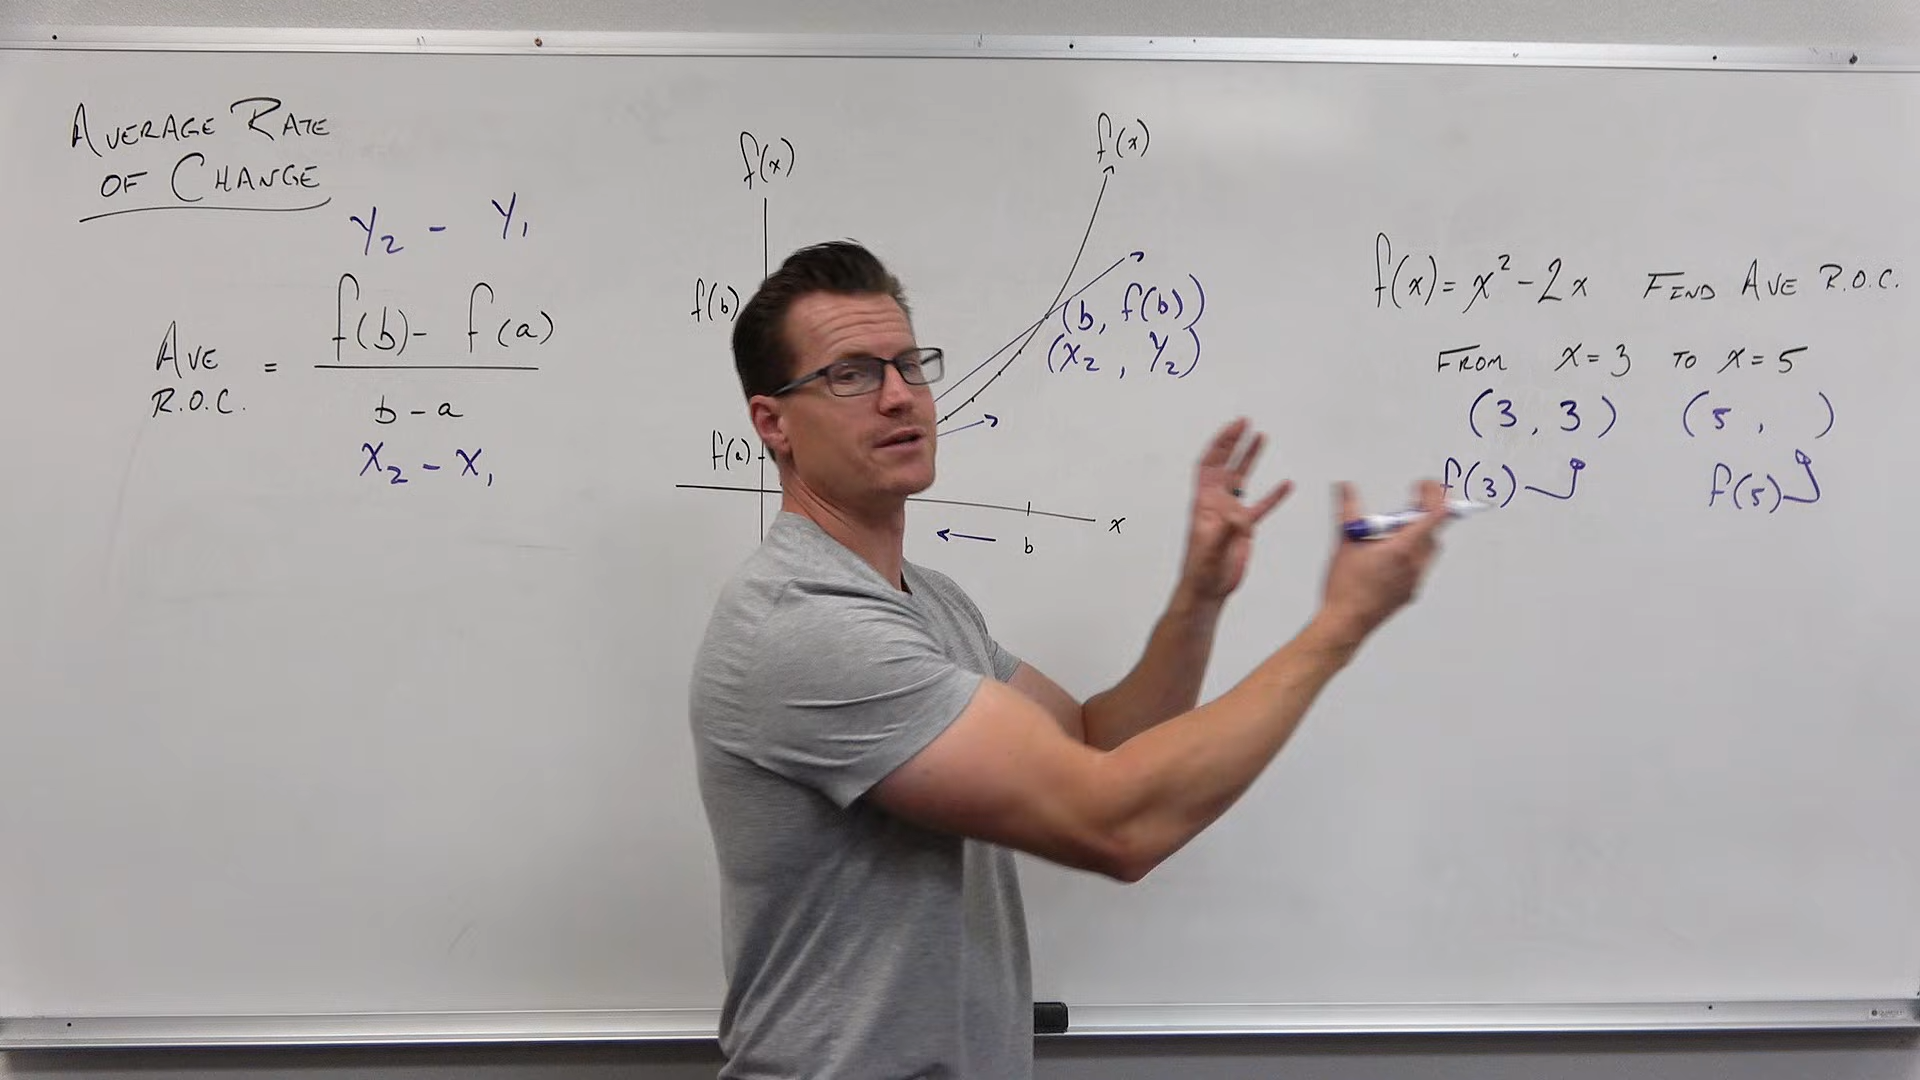 AVERAGE RATE
OF CHANGE
Y₂ - Y₁
AVE R.O.C. = f(b) - f(a)
b - a
X₂ - X₁
f(x)
f(x)
f(b)
(b, f(b))
(X₂, Y₂)
f(a)
x
b
f(x) = x² - 2x FIND AVE R.O.C.
FROM X = 3 TO X = 5
(3, 3) (5, )
f(3) f(5)